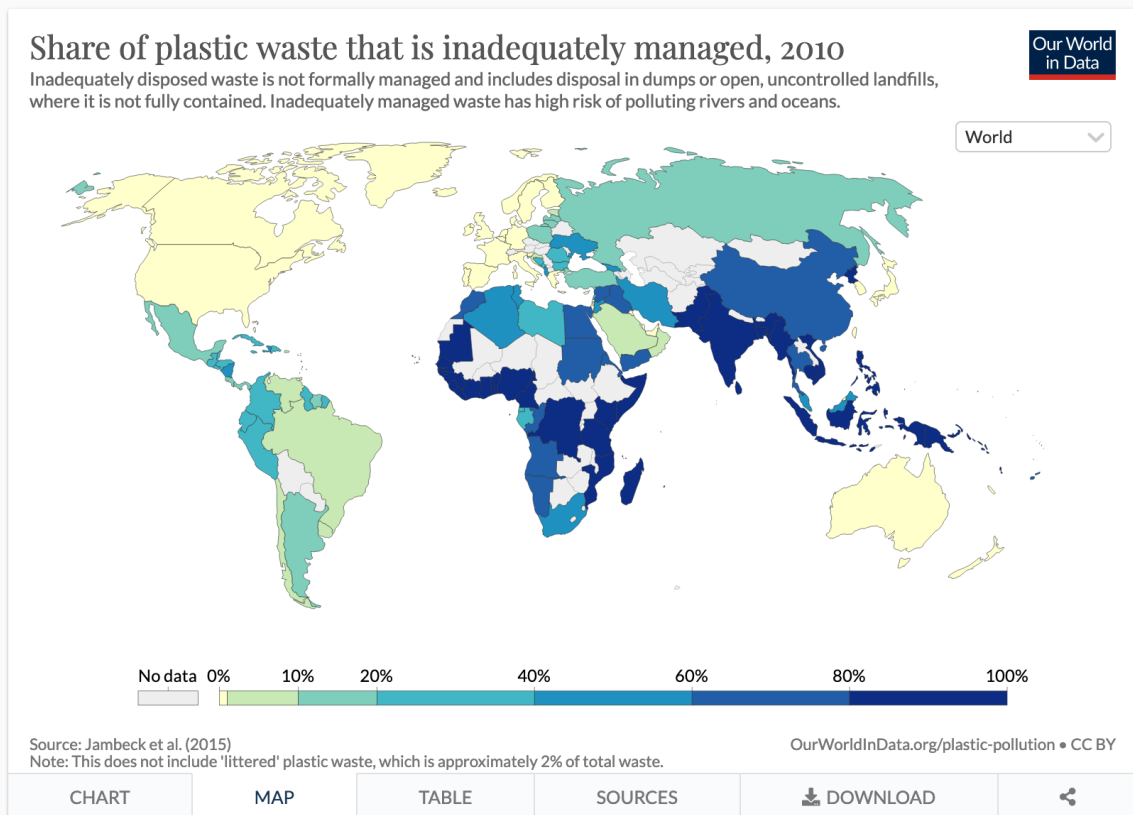 Share of plastic waste that is inadequately managed, 2010
Our World
in Data
Inadequately disposed waste is not formally managed and includes disposal in dumps or open, uncontrolled landfills,
where it is not fully contained. Inadequately managed waste has high risk of polluting rivers and oceans.
World
No data 0% 10% 20% 40% 60% 80% 100%
Source: Jambeck et al. (2015)
OurWorldInData.org/plastic-pollution • CC BY
Note: This does not include 'littered' plastic waste, which is approximately 2% of total waste.
CHART MAP TABLE SOURCES DOWNLOAD